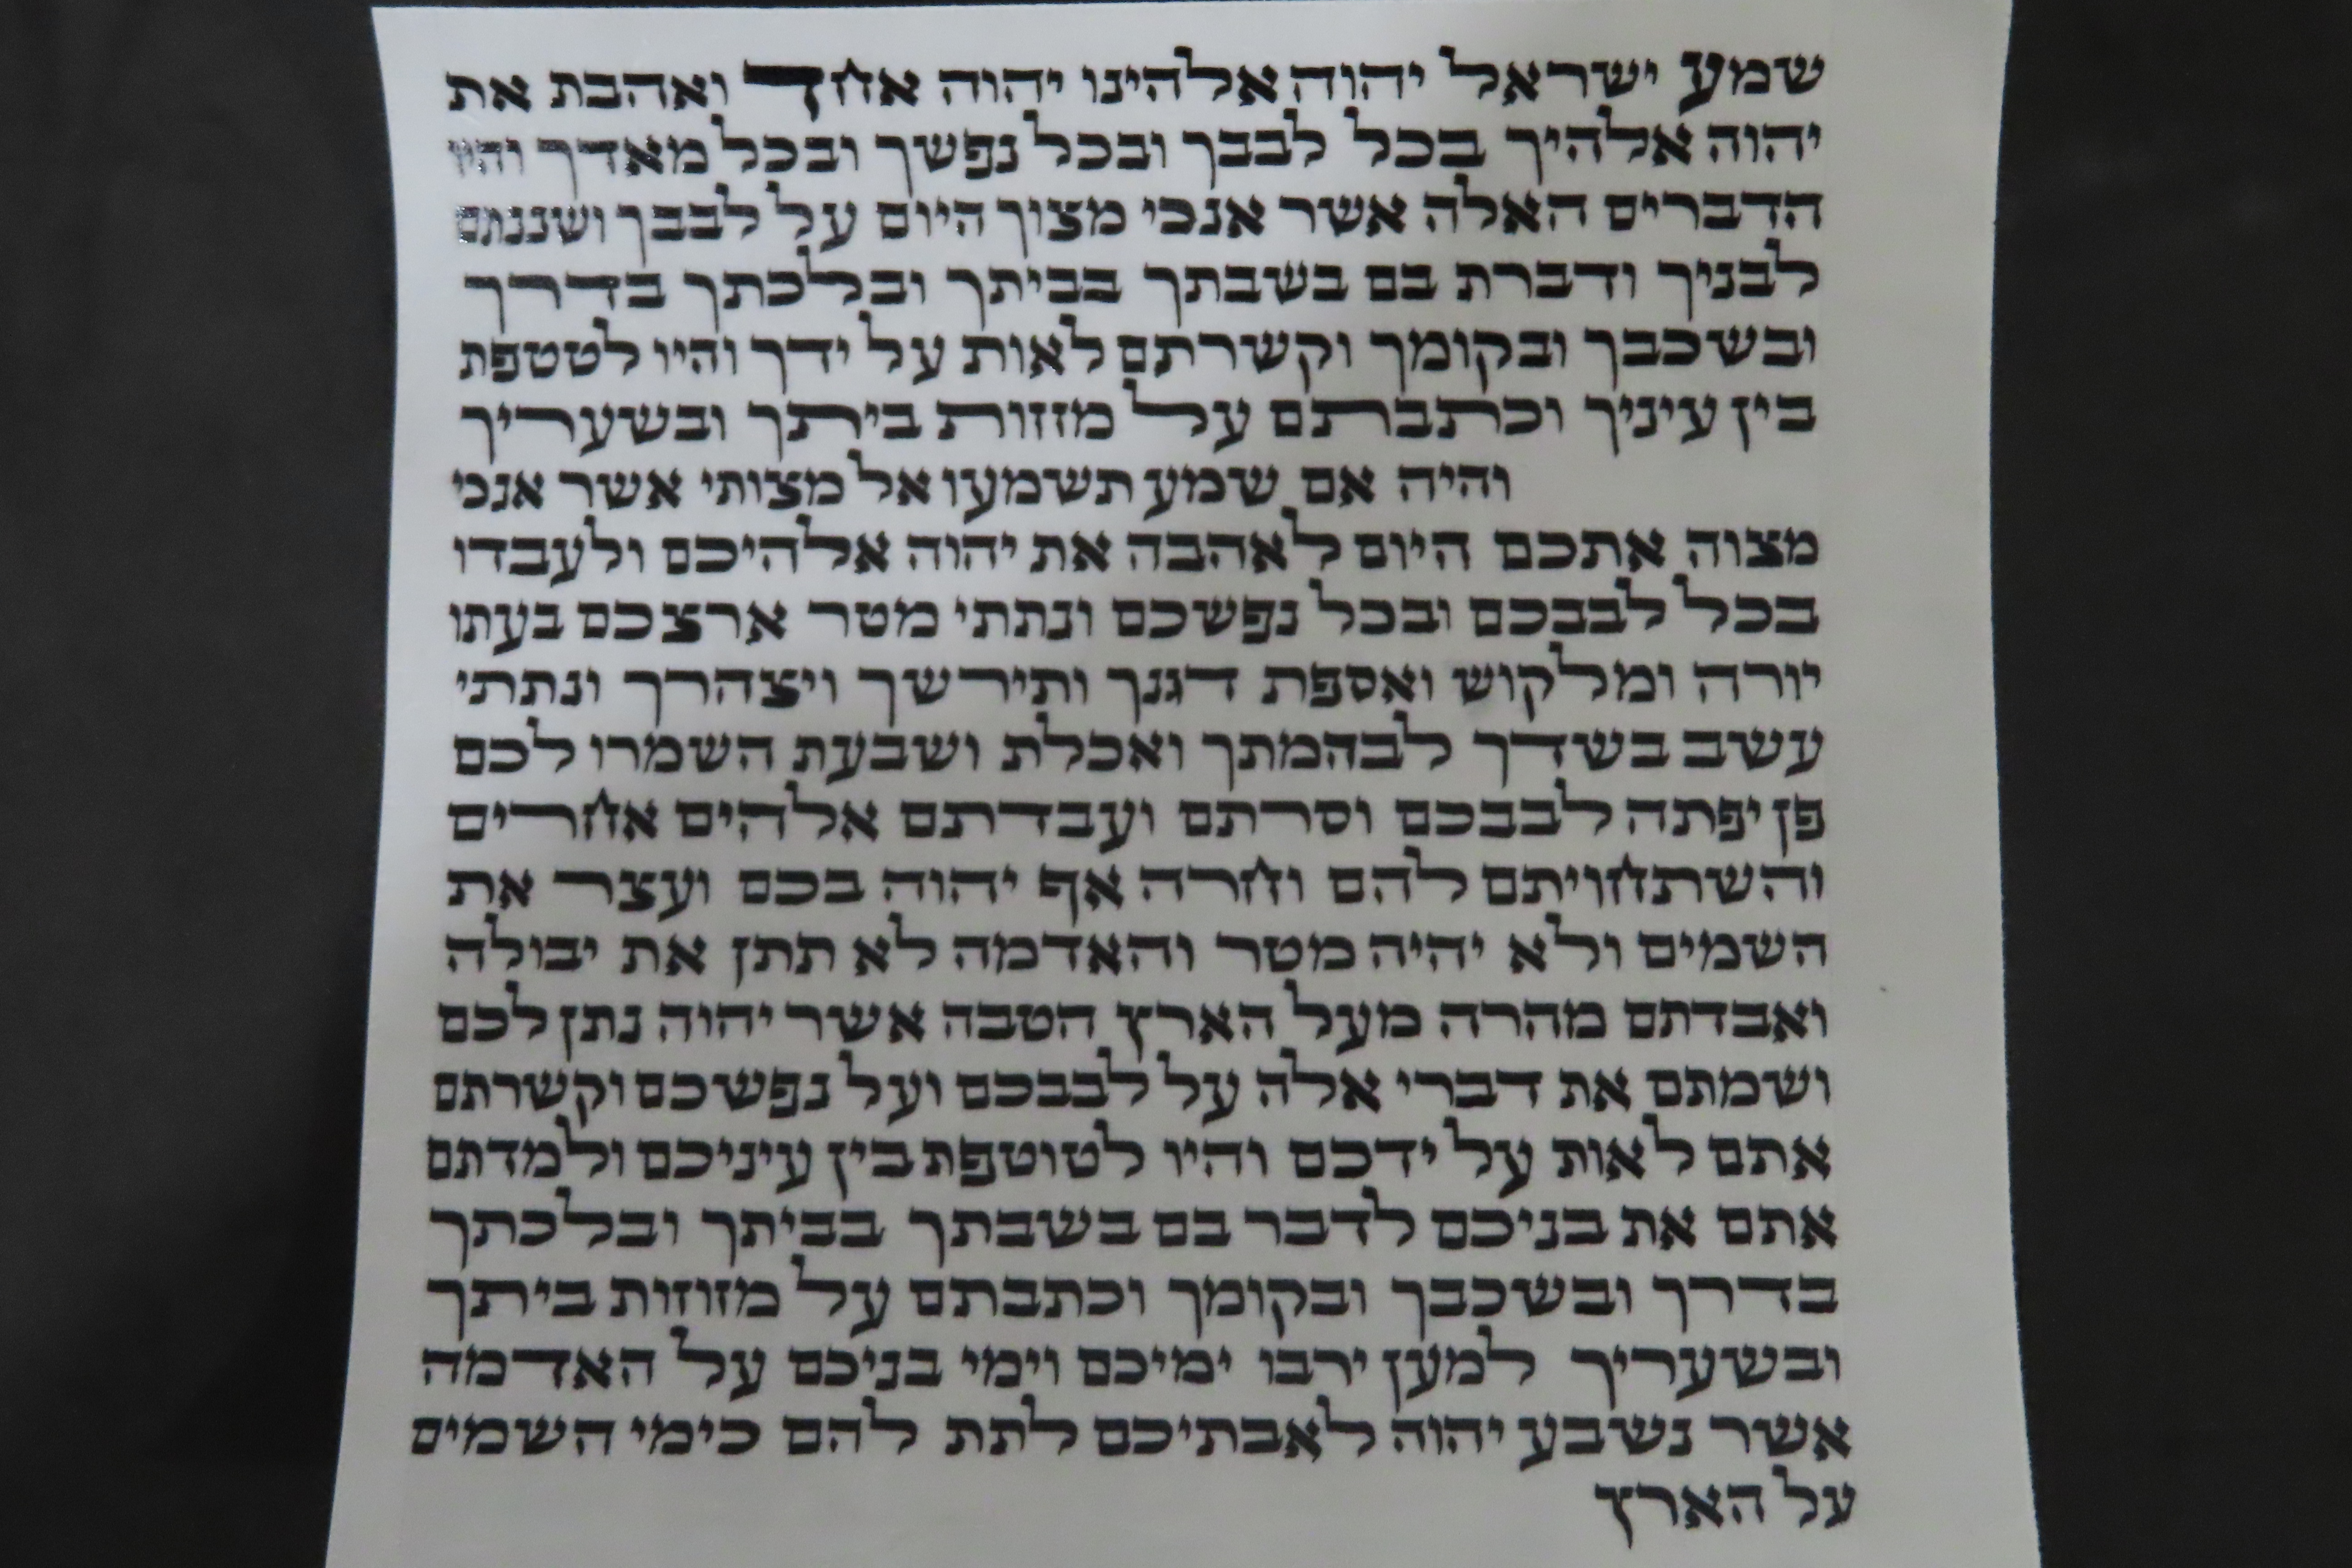 שמע ישראל יהוה אלהינו יהוה אחד ואהבת את
יהוה אלהיך בכל לבבך ובכל נפשך ובכל מאדך והיו
הדברים האלה אשר אנכי מצוך היום על לבבך ושננתם
לבניך ודברת בם בשבתך בביתך ובלכתך בדרך
ובשכבך ובקומך וקשרתם לאות על ידך והיו לטטפת
בין עיניך וכתבתם על מזזות ביתך ובשעריך
והיה אם שמע תשמעו אל מצותי אשר אנכי
מצוה אתכם היום לאהבה את יהוה אלהיכם ולעבדו
בכל לבבכם ובכל נפשכם ונתתי מטר ארצכם בעתו
יורה ומלקוש ואספת דגנך ותירשך ויצהרך ונתתי
עשב בשדך לבהמתך ואכלת ושבעת השמרו לכם
פן יפתה לבבכם וסרתם ועבדתם אלהים אחרים
והשתחויתם להם וחרה אף יהוה בכם ועצר את
השמים ולא יהיה מטר והאדמה לא תתן את יבולה
ואבדתם מהרה מעל הארץ הטבה אשר יהוה נתן לכם
ושמתם את דברי אלה על לבבכם ועל נפשכם וקשרתם
אתם לאות על ידכם והיו לטוטפת בין עיניכם ולמדתם
אתם את בניכם לדבר בם בשבתך בביתך ובלכתך
בדרך ובשכבך ובקומך וכתבתם על מזוזות ביתך
ובשעריך למען ירבו ימיכם וימי בניכם על האדמה
אשר נשבע יהוה לאבתיכם לתת להם כימי השמים
על הארץ